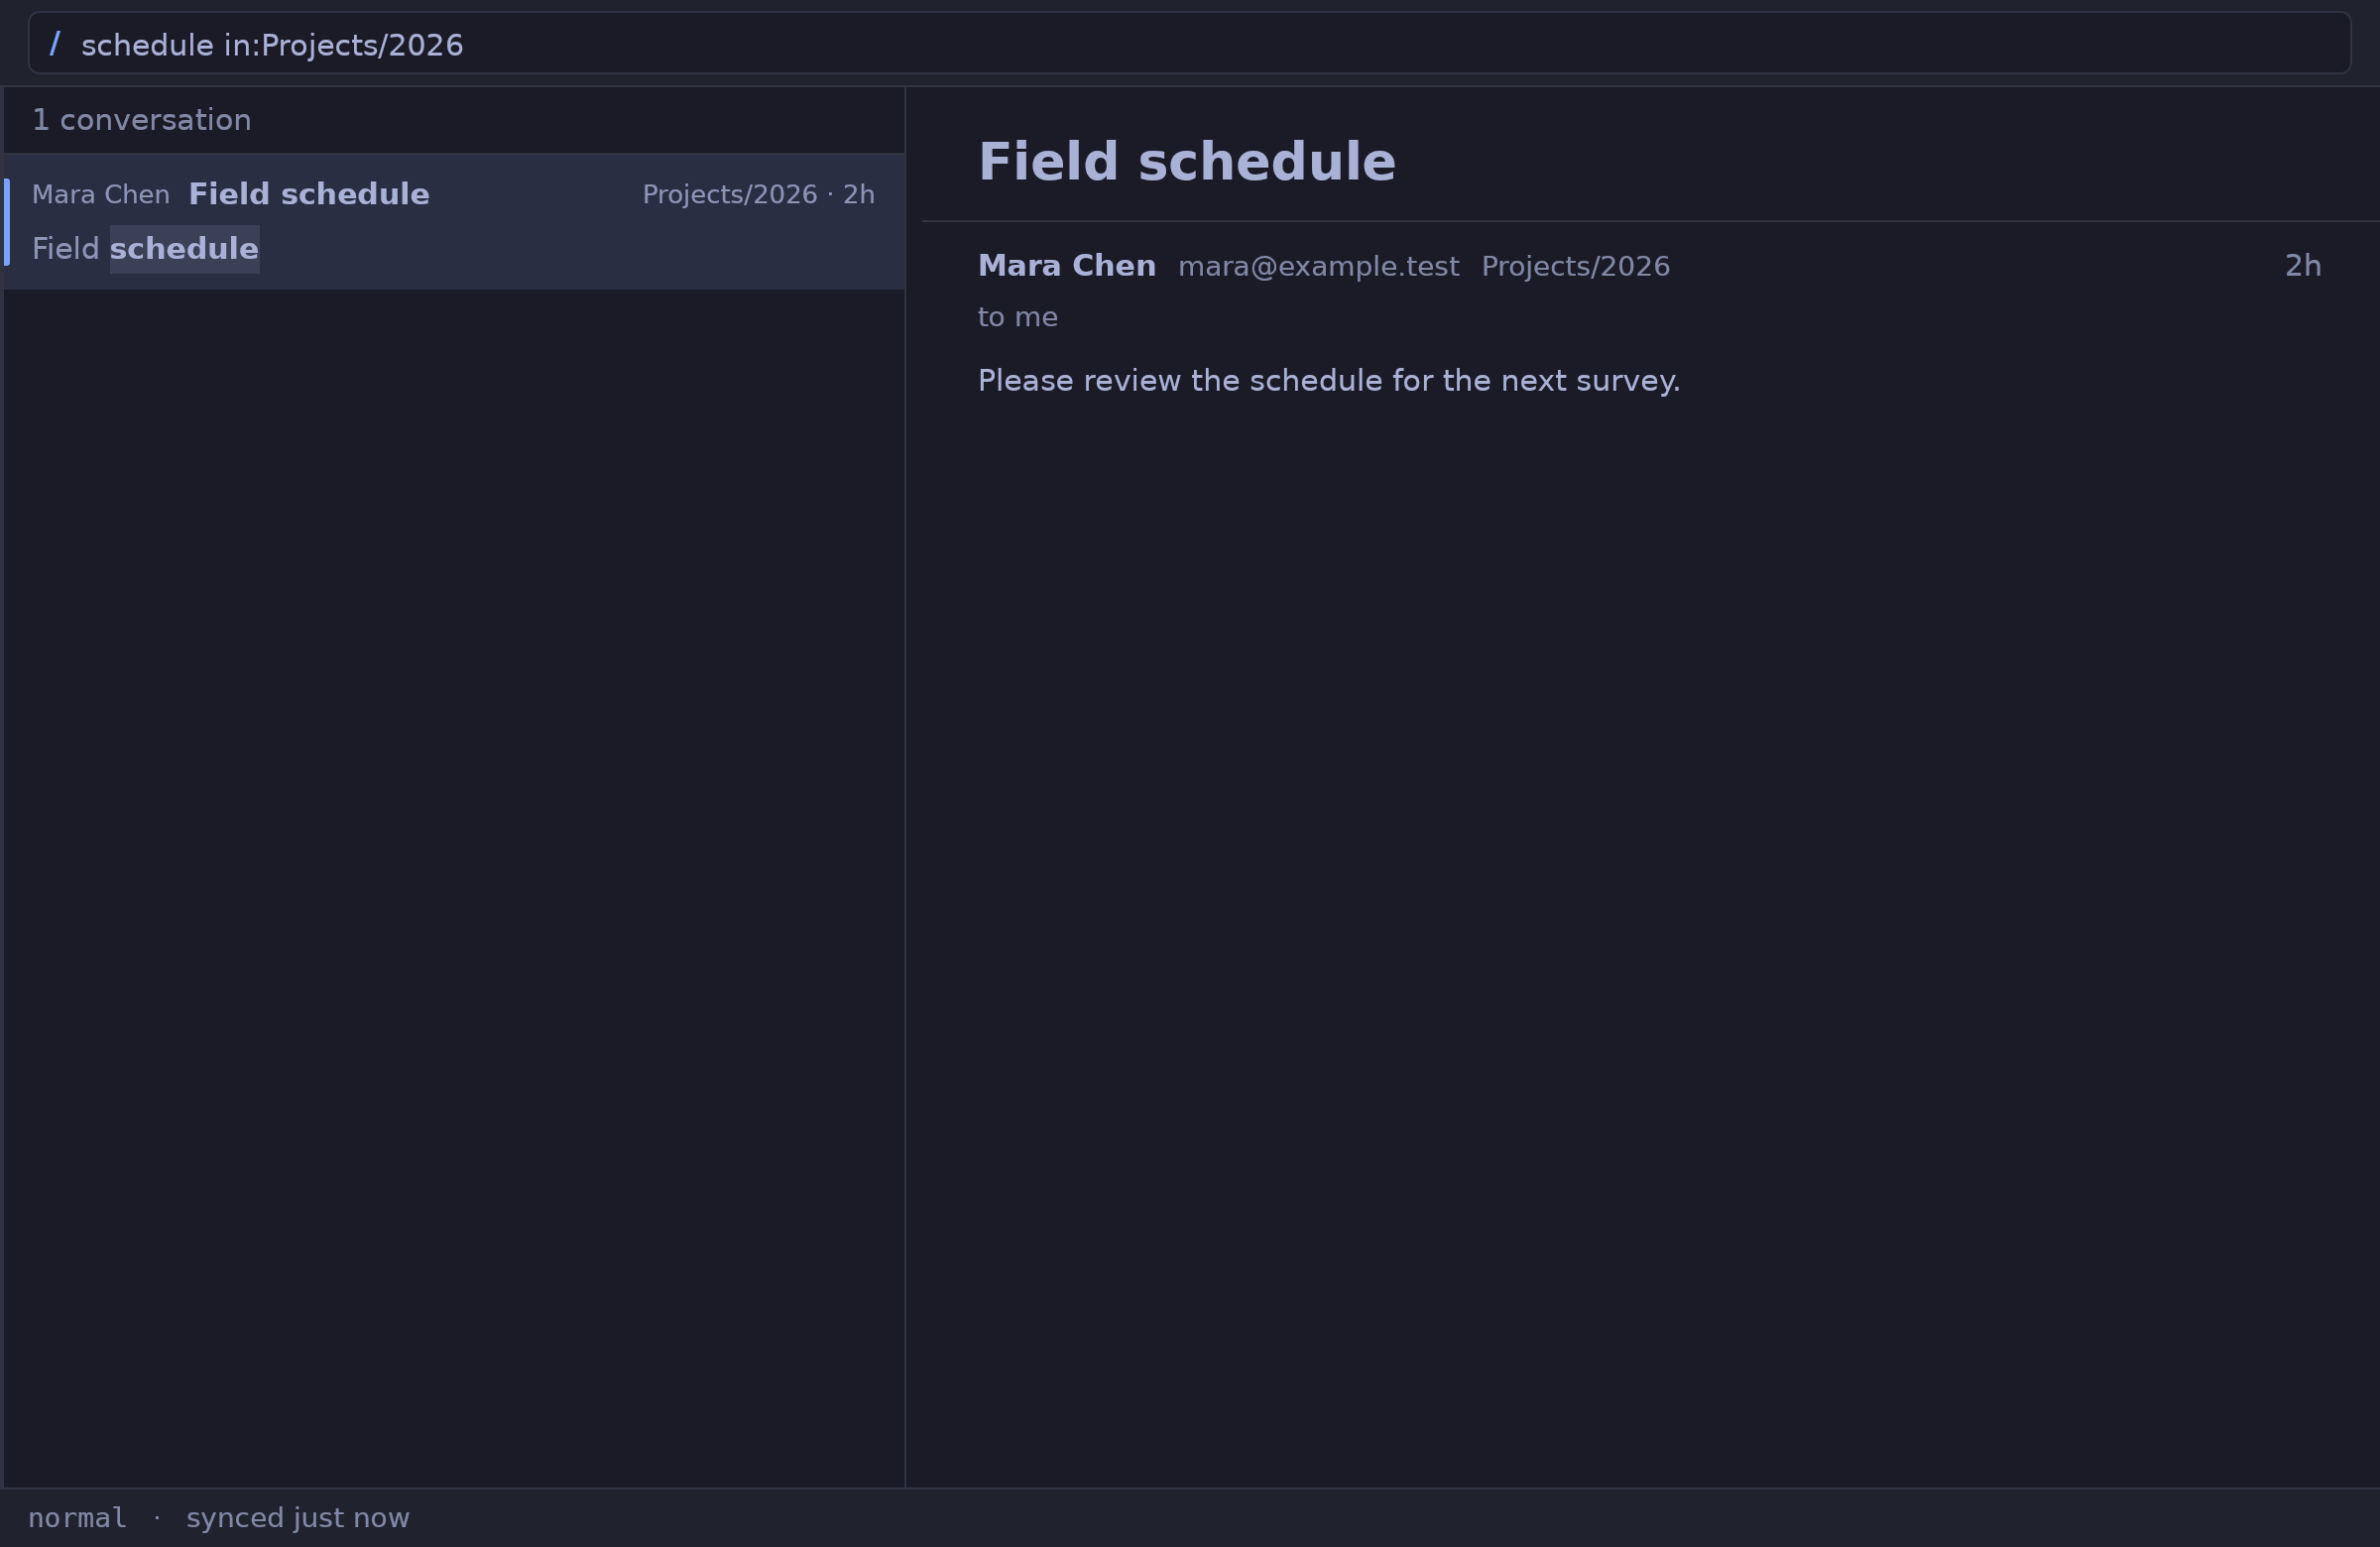 / schedule in:Projects/2026
1 conversation
Mara Chen Field schedule Projects/2026 · 2h
Field schedule
Field schedule
Mara Chen mara@example.test Projects/2026 2h
to me
Please review the schedule for the next survey.
normal · synced just now